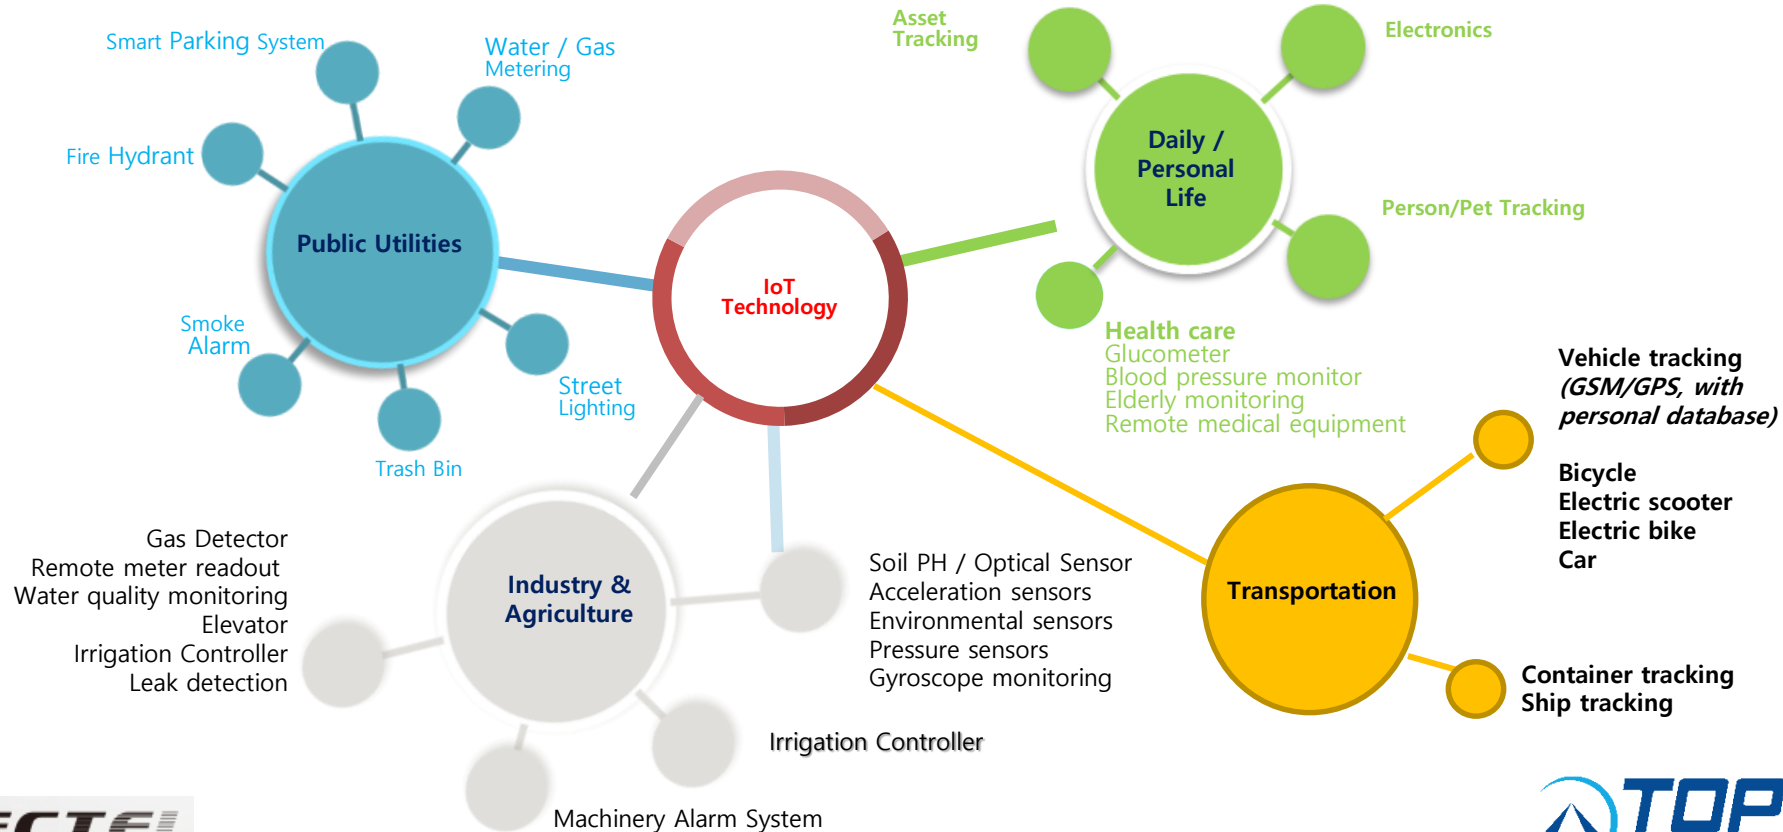 Smart Parking System
Water / Gas
Metering
Fire Hydrant
Public Utilities
Smoke
Alarm
Street
Lighting
Trash Bin
IoT
Technology
Asset
Tracking
Electronics
Daily /
Personal
Life
Person/Pet Tracking
Health care
Glucometer
Blood pressure monitor
Elderly monitoring
Remote medical equipment
Vehicle tracking
(GSM/GPS, with
personal database)
Bicycle
Electric scooter
Electric bike
Car
Transportation
Container tracking
Ship tracking
Gas Detector
Remote meter readout
Water quality monitoring
Elevator
Irrigation Controller
Leak detection
Industry &
Agriculture
Soil PH / Optical Sensor
Acceleration sensors
Environmental sensors
Pressure sensors
Gyroscope monitoring
Irrigation Controller
Machinery Alarm System
TOP